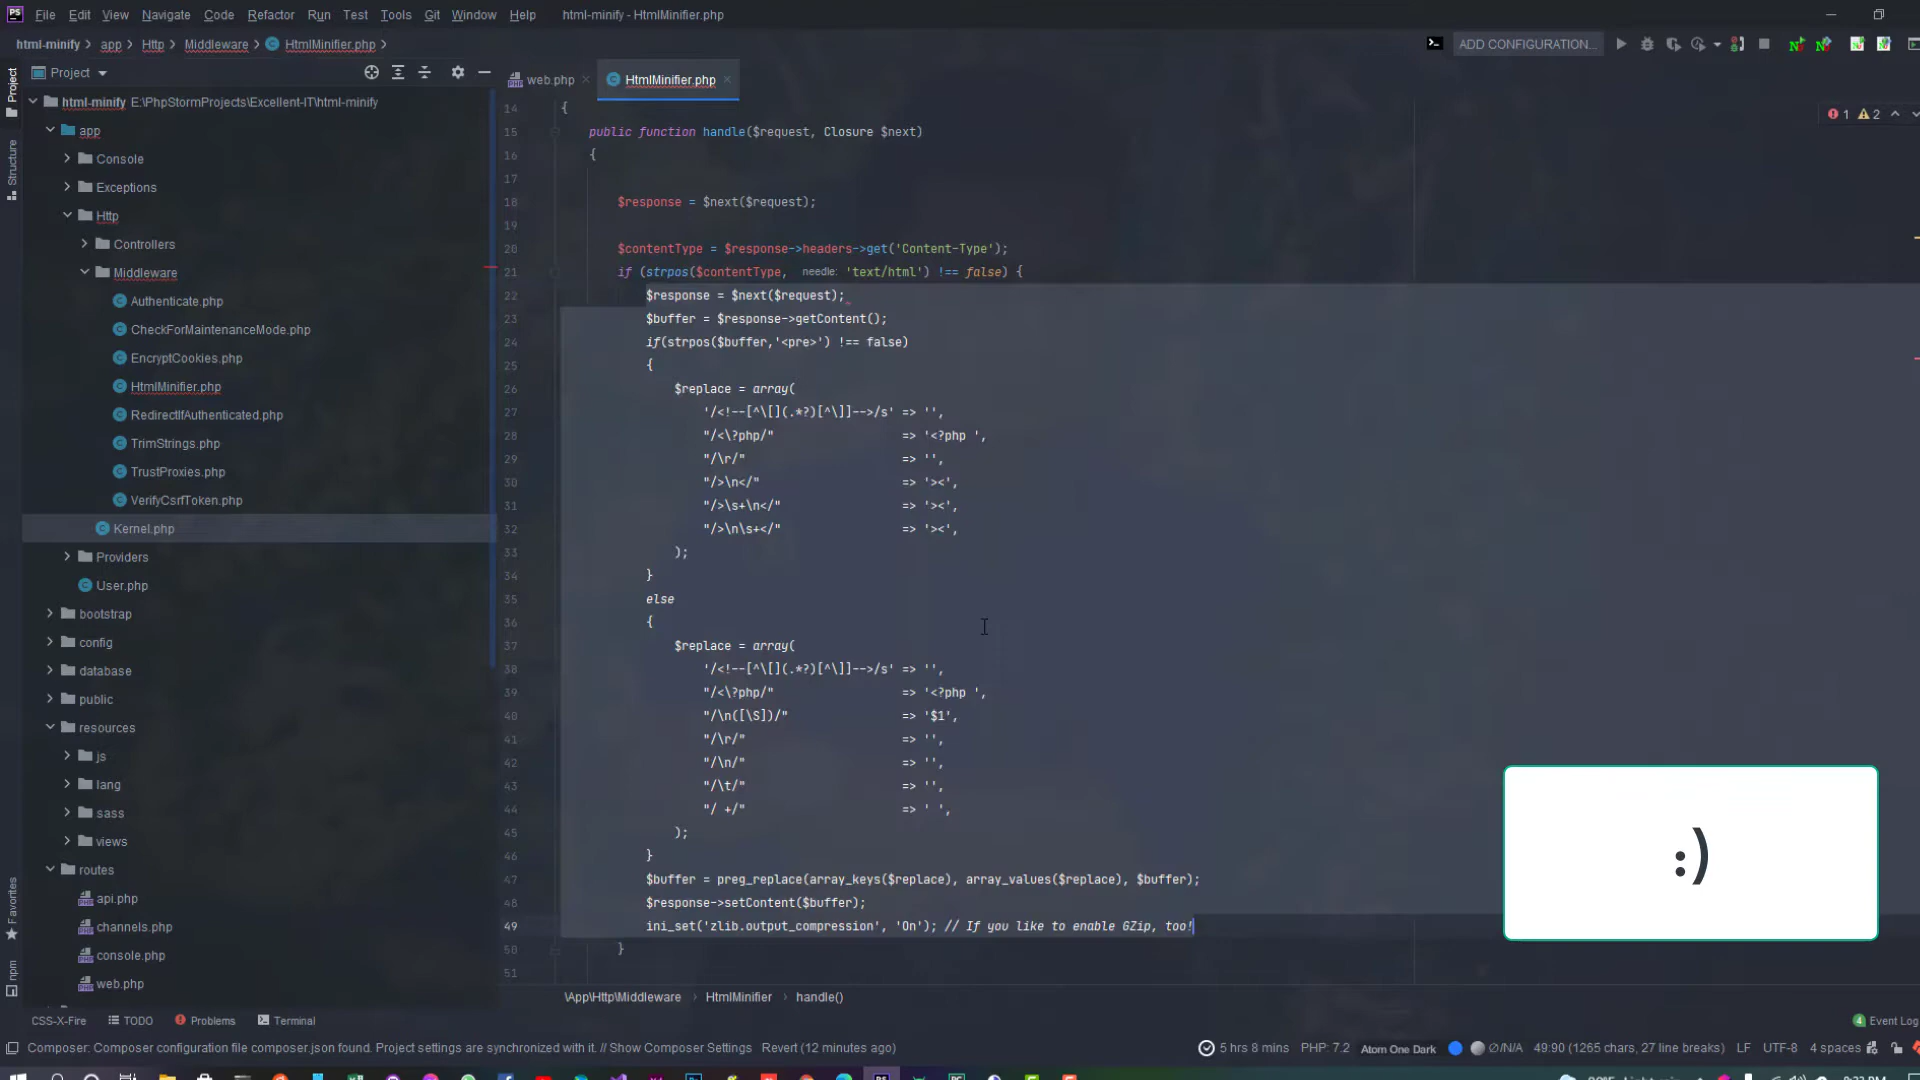 PS File Edit View Navigate Code Refactor Run Test Tools Git Window Help html-minify - HtmlMinifier.php
html-minify app Http Middleware HtmlMinifier.php ADD CONFIGURATION...
Project
web.php HtmlMinifier.php
html-minify E:\PhpStormProjects\Excellent-IT\html-minify
app
Console
Exceptions
Http
Controllers
Middleware
Authenticate.php
CheckForMaintenanceMode.php
EncryptCookies.php
HtmlMinifier.php
RedirectIfAuthenticated.php
TrimStrings.php
TrustProxies.php
VerifyCsrfToken.php
Kernel.php
Providers
User.php
bootstrap
config
database
public
resources
js
lang
sass
views
routes
api.php
channels.php
console.php
web.php
Project
Structure
Favorites
npm
1 2
14 {
15 public function handle($request, Closure $next)
16 {
17
18 $response = $next($request);
19
20 $contentType = $response->headers->get('Content-Type');
21 if (strpos($contentType, needle: 'text/html') !== false) {
22 $response = $next($request);
23 $buffer = $response->getContent();
24 if(strpos($buffer,'<pre>') !== false)
25 {
26 $replace = array(
27 '/<!--[^\[](.*?)[^\]]-->/s' => '',
28 "/<\?php/" => '<?php ',
29 "/\r/" => '',
30 "/>\n</" => '><',
31 "/>\s+\n</" => '><',
32 "/>\n\s+</" => '><',
33 );
34 }
35 else
36 {
37 $replace = array(
38 '/<!--[^\[](.*?)[^\]]-->/s' => '',
39 "/<\?php/" => '<?php ',
40 "/\n([\S])/" => '$1',
41 "/\r/" => '',
42 "/\n/" => '',
43 "/\t/" => '',
44 "/ +/" => ' ',
45 );
46 }
47 $buffer = preg_replace(array_keys($replace), array_values($replace), $buffer);
48 $response->setContent($buffer);
49 ini_set('zlib.output_compression', 'On'); // If you like to enable GZip, too!
50 }
51
:)
\App\Http\Middleware HtmlMinifier handle()
CSS-X-Fire TODO Problems Terminal 4 Event Log
Composer: Composer configuration file composer.json found. Project settings are synchronized with it. // Show Composer Settings Revert (12 minutes ago) 5 hrs 8 mins PHP: 7.2 Atom One Dark ∅/N/A 49:90 (1265 chars, 27 line breaks) LF UTF-8 4 spaces